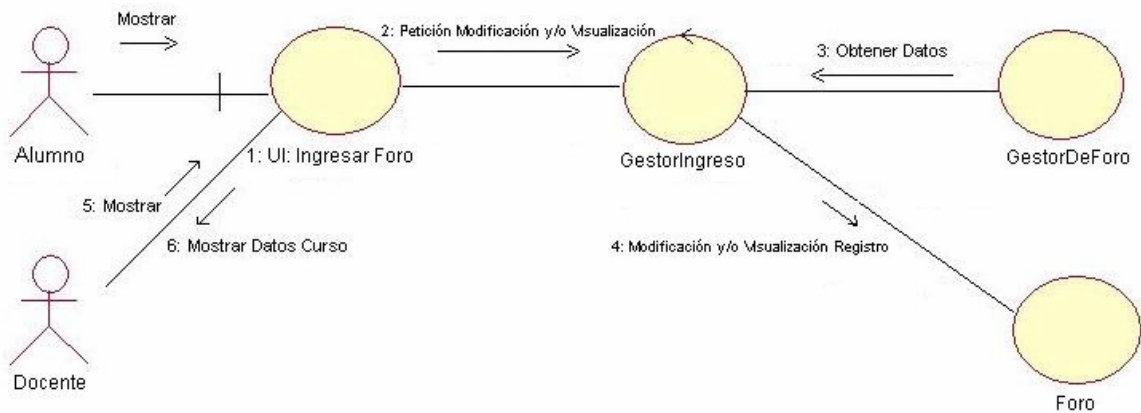 Mostrar
2: Petición Modificación y/o Visualización
3: Obtener Datos
Alumno
1: UI: Ingresar Foro
GestorIngreso
GestorDeForo
5: Mostrar
6: Mostrar Datos Curso
4: Modificación y/o Visualización Registro
Docente
Foro